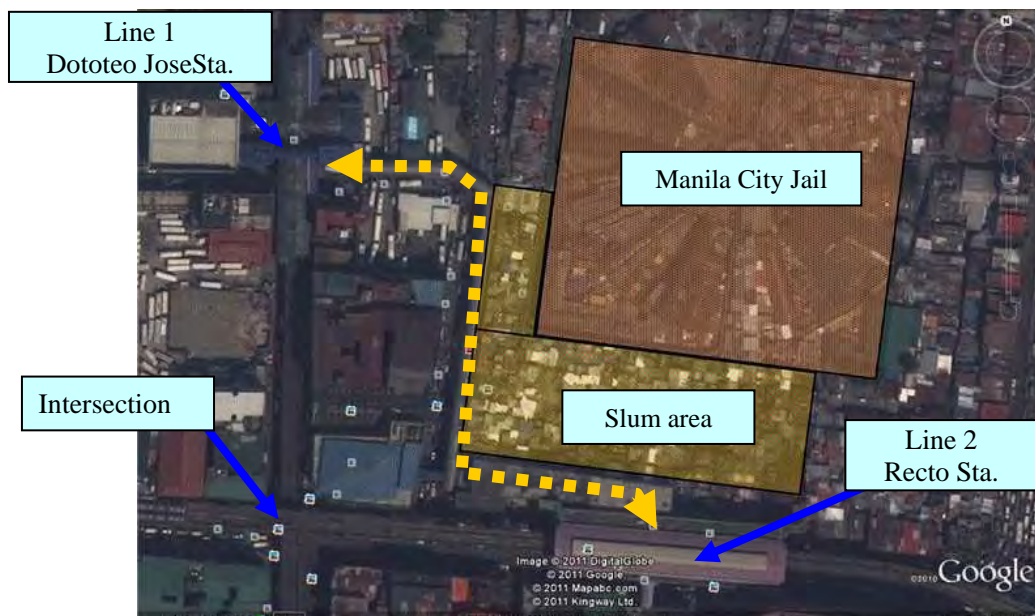 Line 1
Dototeo JoseSta.
Manila City Jail
Intersection
Slum area
Line 2
Recto Sta.
Image © 2011 DigitalGlobe
© 2011 Google
© 2011 Mapabc.com
© 2011 Kingway Ltd.
©2010 Google
N